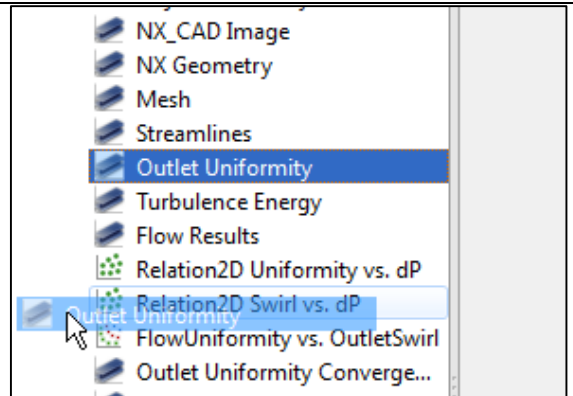 NX_CAD Image
NX Geometry
Mesh
Streamlines
Outlet Uniformity
Turbulence Energy
Flow Results
Relation2D Uniformity vs. dP
Relation2D Swirl vs. dP
Outlet Uniformity
FlowUniformity vs. OutletSwirl
Outlet Uniformity Converge...